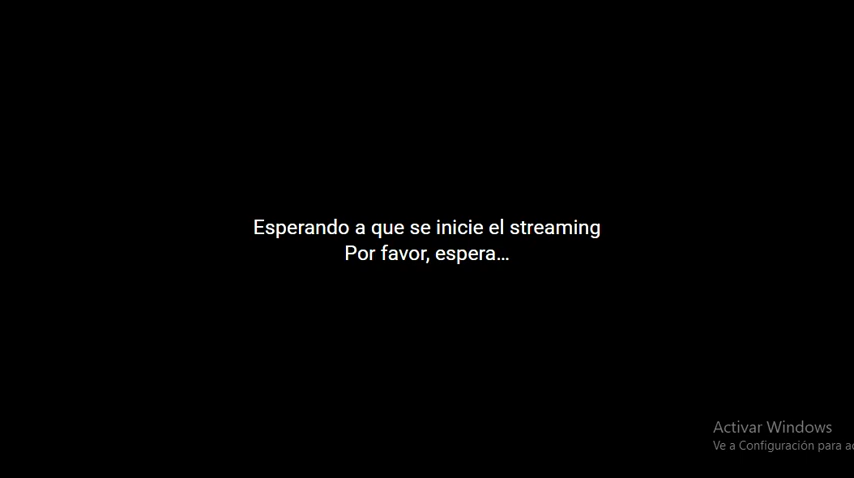 Esperando a que se inicie el streaming
Por favor, espera...
Activar Windows
Ve a Configuración para